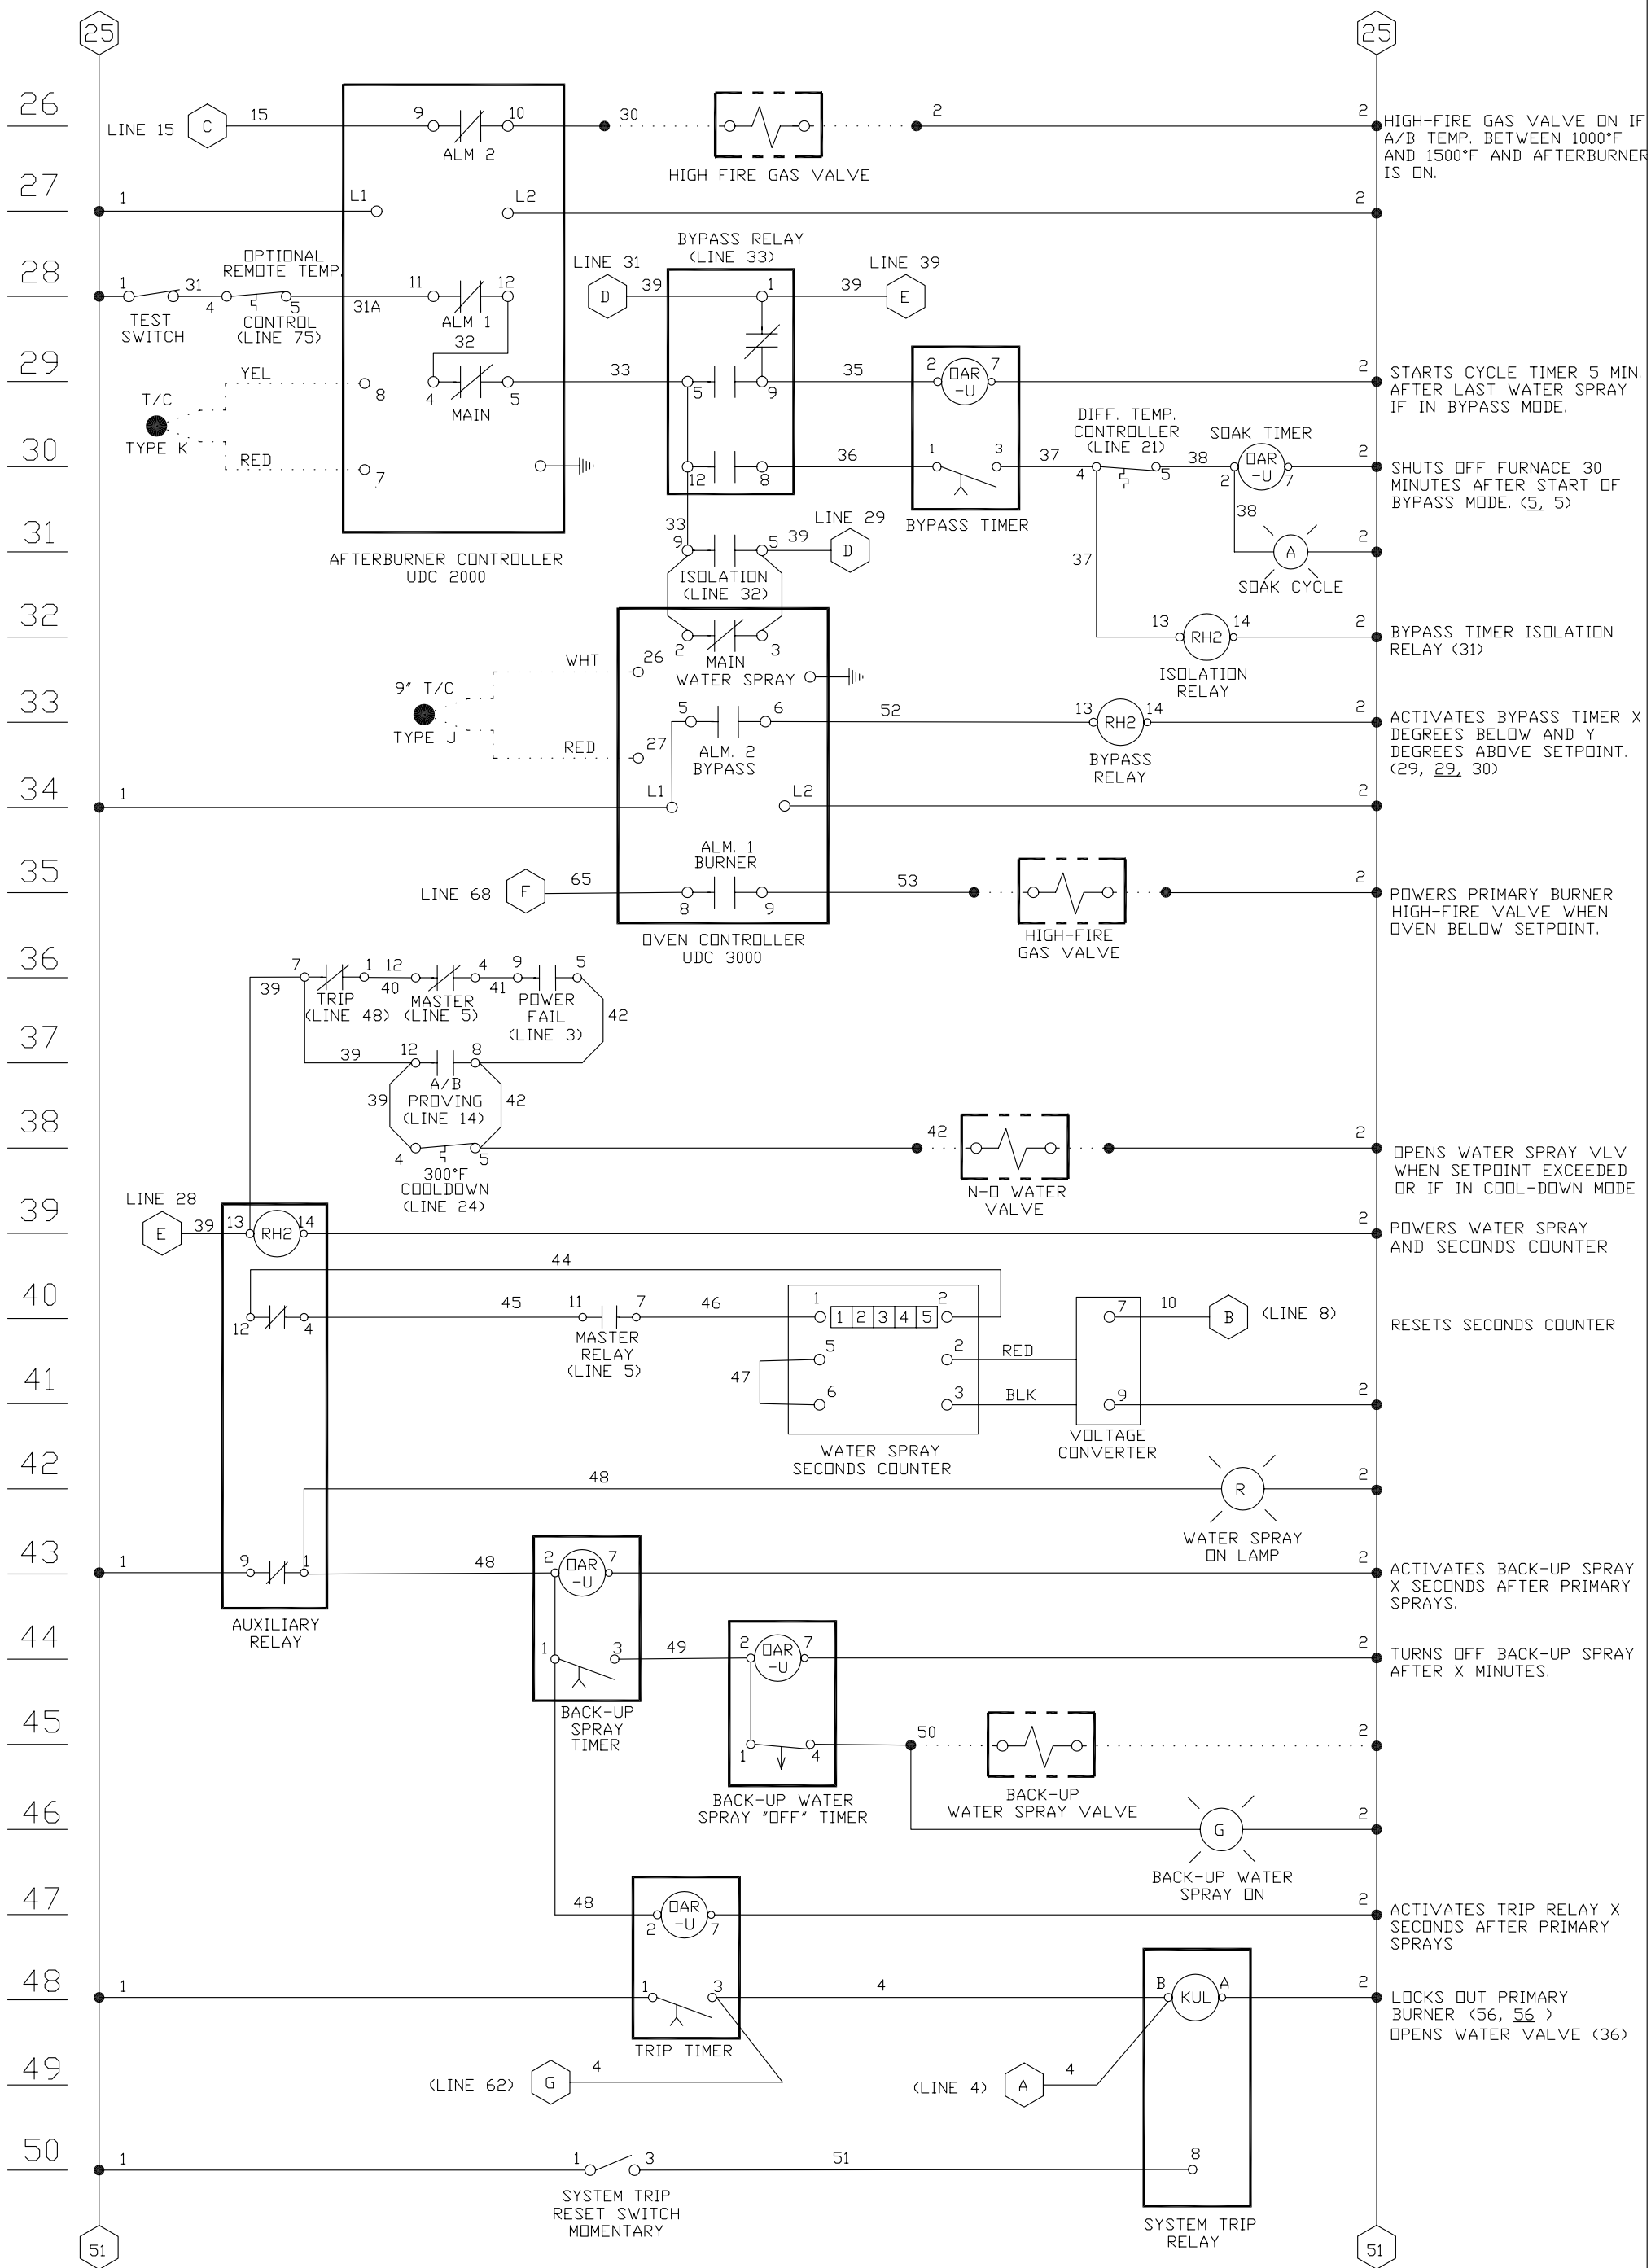 25 25
26
LINE 15 C 15 9 10 30 2 2
ALM 2
HIGH FIRE GAS VALVE
HIGH-FIRE GAS VALVE ON IF
A/B TEMP. BETWEEN 1000°F
AND 1500°F AND AFTERBURNER
IS ON.
27
1 L1 L2 2
28
OPTIONAL
REMOTE TEMP.
BYPASS RELAY
(LINE 33)
LINE 31 LINE 39
1 31 4 5 31A 11 12 D 39 1 39 E 2
TEST
SWITCH
CONTROL
(LINE 75)
ALM 1
32
29
YEL 8 4 5 33 5 9 35 2 OAR
-U 7 2
MAIN
T/C
TYPE K
STARTS CYCLE TIMER 5 MIN.
AFTER LAST WATER SPRAY
IF IN BYPASS MODE.
30
DIFF. TEMP.
CONTROLLER
(LINE 21)
SOAK TIMER
RED 7 12 8 36 1 3 37 4 5 38 2 OAR
-U 7 2
SHUTS OFF FURNACE 30
MINUTES AFTER START OF
BYPASS MODE. (5, 5)
BYPASS TIMER
31
AFTERBURNER CONTROLLER
UDC 2000
33 9 5 39 D LINE 29 37 38 A 2
ISOLATION
(LINE 32)
SOAK CYCLE
32
2 3 13 RH2 14 2
MAIN
WATER SPRAY
WHT 26
ISOLATION
RELAY
BYPASS TIMER ISOLATION
RELAY (31)
33
9" T/C
TYPE J
RED 27
5 6 52 13 RH2 14 2
ALM. 2
BYPASS
BYPASS
RELAY
ACTIVATES BYPASS TIMER X
DEGREES BELOW AND Y
DEGREES ABOVE SETPOINT.
(29, 29, 30)
34
1 L1 L2 2
35
ALM. 1
BURNER
LINE 68 F 65 8 9 53 2
OVEN CONTROLLER
UDC 3000
HIGH-FIRE
GAS VALVE
POWERS PRIMARY BURNER
HIGH-FIRE VALVE WHEN
OVEN BELOW SETPOINT.
36
39 7 1 12 40 4 41 9 5 42
TRIP
(LINE 48)
MASTER
(LINE 5)
POWER
FAIL
(LINE 3)
37
39 12 8
A/B
PROVING
(LINE 14)
39 42
38
4 5 42 2
300°F
COOLDOWN
(LINE 24)
N-O WATER
VALVE
OPENS WATER SPRAY VLV
WHEN SETPOINT EXCEEDED
OR IF IN COOL-DOWN MODE
39
LINE 28
E 39 13 RH2 14 2
POWERS WATER SPRAY
AND SECONDS COUNTER
40
44
12 4 45 11 7 46 1 1 2 3 4 5 2 7 10 B (LINE 8)
MASTER
RELAY
(LINE 5)
RESETS SECONDS COUNTER
5 2 RED
41
47 6 3 BLK 9 2
WATER SPRAY
SECONDS COUNTER
VOLTAGE
CONVERTER
42
48 R 2
WATER SPRAY
ON LAMP
43
1 9 1 48 2 OAR
-U 7 2
AUXILIARY
RELAY
ACTIVATES BACK-UP SPRAY
X SECONDS AFTER PRIMARY
SPRAYS.
44
1 3 49 2 OAR
-U 7 2
BACK-UP
SPRAY
TIMER
TURNS OFF BACK-UP SPRAY
AFTER X MINUTES.
45
1 4 50 2
BACK-UP WATER
SPRAY "OFF" TIMER
BACK-UP
WATER SPRAY VALVE
46
G 2
BACK-UP WATER
SPRAY ON
47
48 2 OAR
-U 7 2
ACTIVATES TRIP RELAY X
SECONDS AFTER PRIMARY
SPRAYS
48
1 1 3 4 B KUL A 2
TRIP TIMER
LOCKS OUT PRIMARY
BURNER (56, 56 )
OPENS WATER VALVE (36)
49
(LINE 62) G 4 (LINE 4) A 4
50
1 1 3 51 8
SYSTEM TRIP
RESET SWITCH
MOMENTARY
SYSTEM TRIP
RELAY
51 51